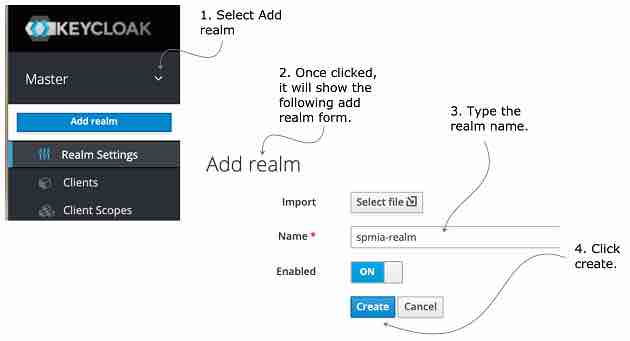 KEYCLOAK
1. Select Add
realm
Master
Add realm
Realm Settings
Clients
Client Scopes
2. Once clicked,
it will show the
following add
realm form.
3. Type the
realm name.
Add realm
Import Select file
Name * spmia-realm
4. Click
create.
Enabled ON
Create Cancel